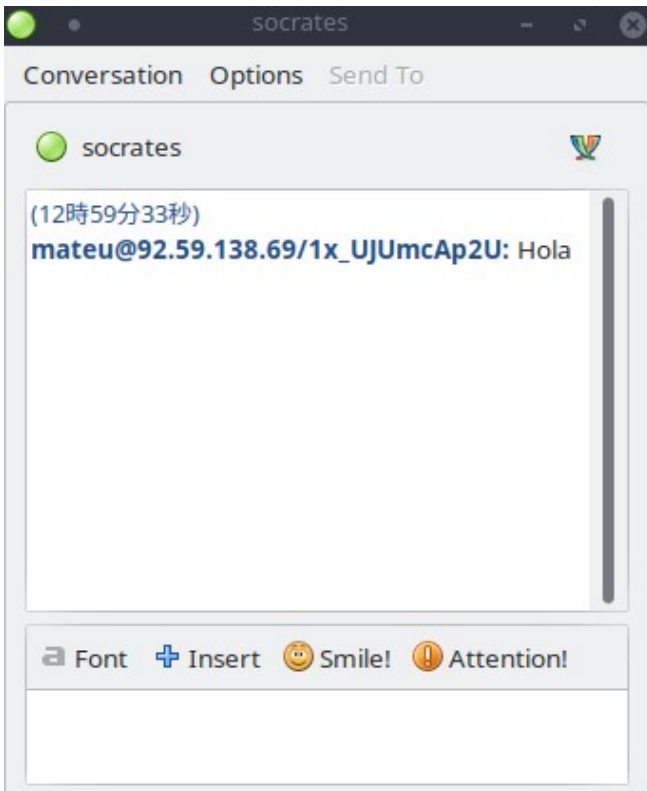 socrates
Conversation Options Send To
socrates
(12時59分33秒)
mateu@92.59.138.69/1x_UJUmcAp2U: Hola
Font Insert Smile! Attention!